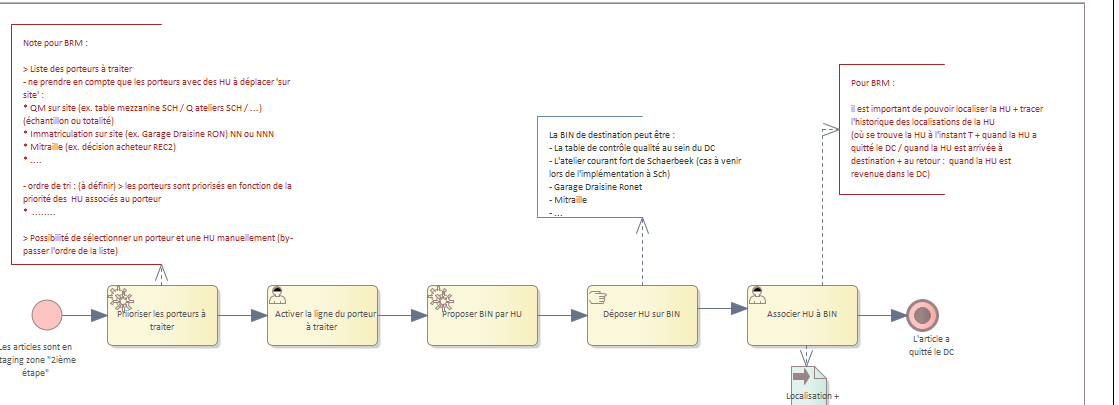 Note pour BRM :
> Liste des porteurs à traiter
- ne prendre en compte que les porteurs avec des HU à déplacer 'sur
site' :
* QM sur site (ex. table mezzanine SCH / Q ateliers SCH / ...)
(échantillon ou totalité)
* Immatriculation sur site (ex. Garage Draisine RON) NN ou NNN
* Mitraille (ex. décision acheteur REC2)
* ....
- ordre de tri : (à définir) > les porteurs sont priorisés en fonction de la
priorité des HU associés au porteur
* ........
> Possibilité de sélectionner un porteur et une HU manuellement (by-
passer l'ordre de la liste)
La BIN de destination peut être :
- La table de contrôle qualité au sein du DC
- L'atelier courant fort de Schaerbeek (cas à venir
lors de l'implémentation à Sch)
- Garage Draisine Ronet
- Mitraille
- ...
Pour BRM :
il est important de pouvoir localiser la HU + tracer
l'historique des localisations de la HU
(où se trouve la HU à l'instant T + quand la HU a
quitté le DC / quand la HU est arrivée à
destination + au retour : quand la HU est
revenue dans le DC)
Les articles sont en
staging zone "2ième
étape"
Prioriser les porteurs à
traiter
Activer la ligne du porteur
à traiter
Proposer BIN par HU
Déposer HU sur BIN
Associer HU à BIN
L'article a
quitté le DC
Localisation +